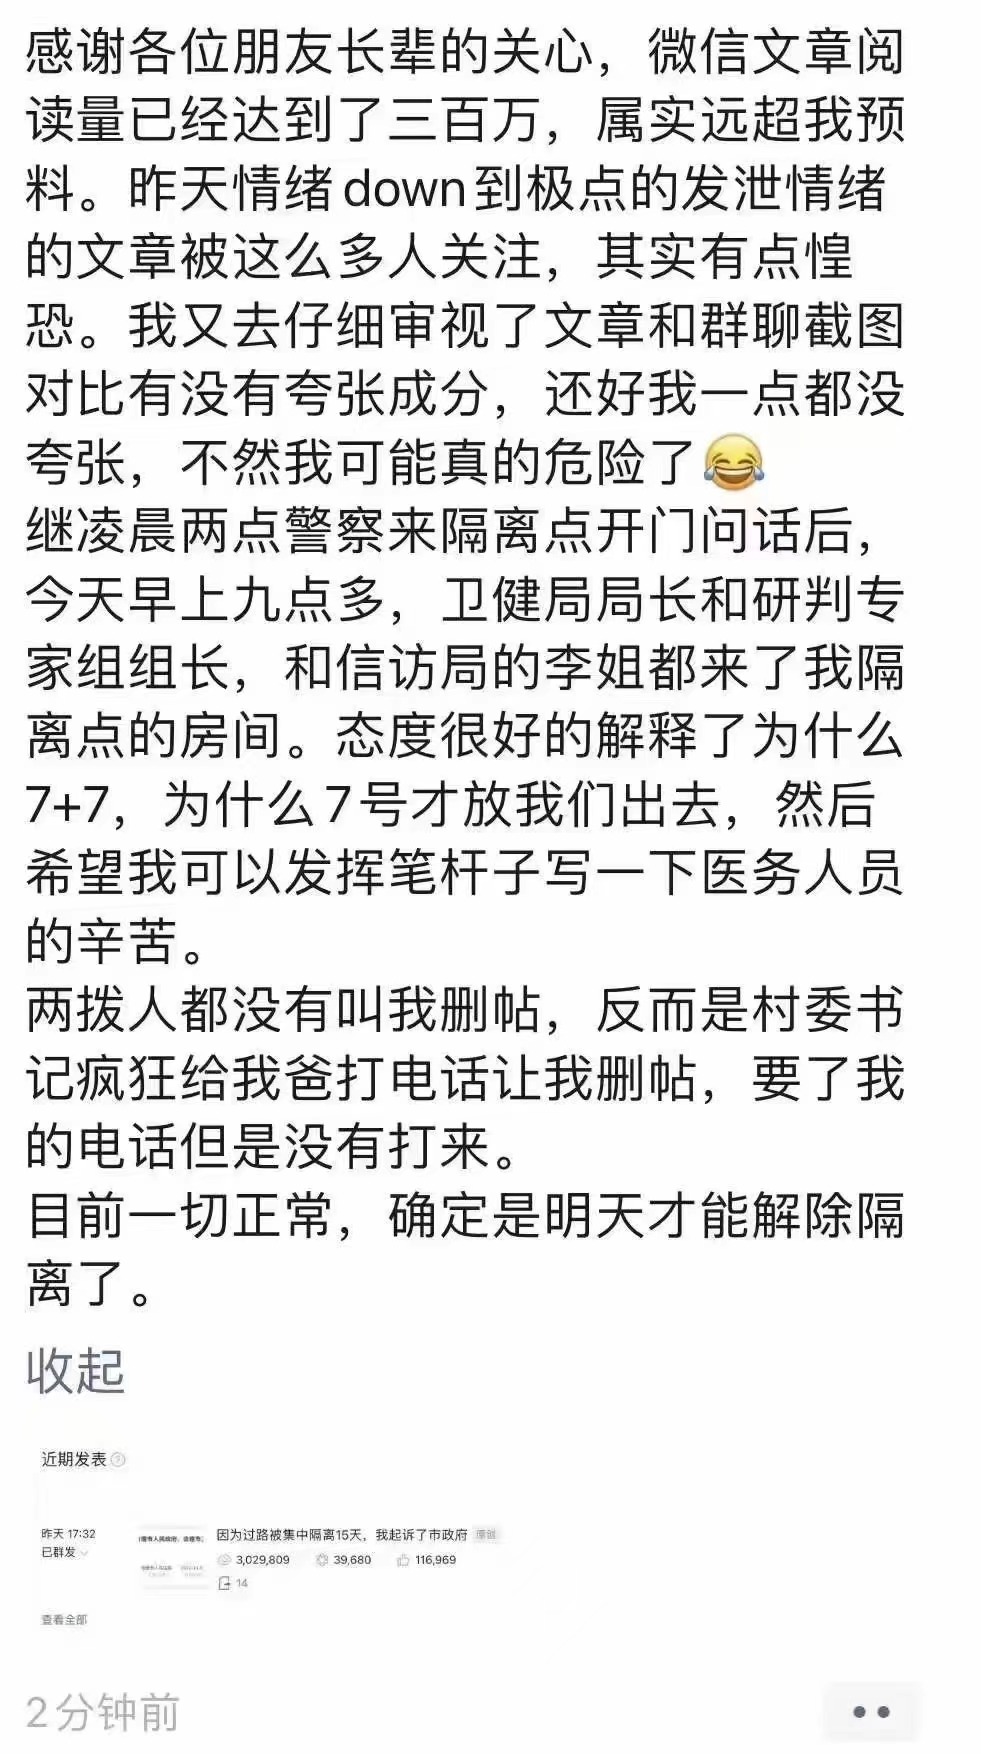 感谢各位朋友长辈的关心，微信文章阅
读量已经达到了三百万，属实远超我预
料。昨天情绪down到极点的发泄情绪
的文章被这么多人关注，其实有点惶
恐。我又去仔细审视了文章和群聊截图
对比有没有夸张成分，还好我一点都没
夸张，不然我可能真的危险了😂
继凌晨两点警察来隔离点开门问话后，
今天早上九点多，卫健局局长和研判专
家组组长，和信访局的李姐都来了我隔
离点的房间。态度很好的解释了为什么
7+7，为什么7号才放我们出去，然后
希望我可以发挥笔杆子写一下医务人员
的辛苦。
两拨人都没有叫我删帖，反而是村委书
记疯狂给我爸打电话让我删帖，要了我
的电话但是没有打来。
目前一切正常，确定是明天才能解除隔
离了。
收起
近期发表
昨天 17:32
已群发
因为过路被集中隔离15天，我起诉了市政府 原创
3,029,809 39,680 116,969
14
查看全部
2分钟前